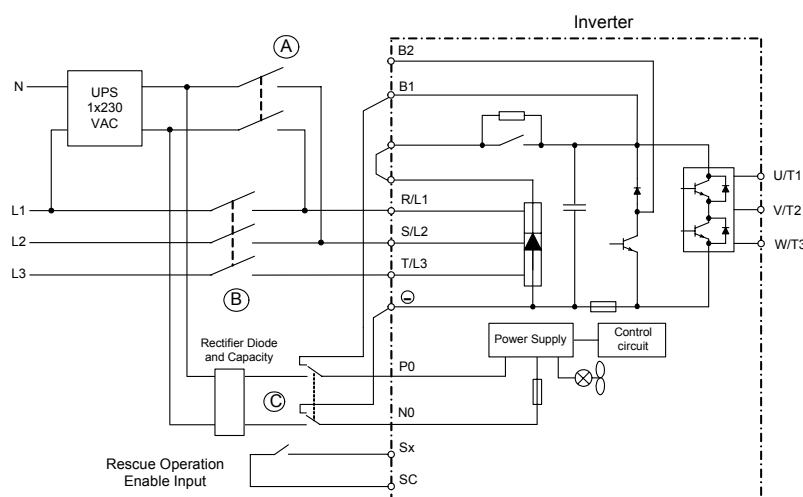 Inverter
A
B2
N
UPS
1x230
VAC
B1
U/T1
L1
R/L1
V/T2
L2
S/L2
W/T3
L3
T/L3
B
⊖
Rectifier Diode
and Capacity
Power Supply
Control
circuit
C
P0
N0
Sx
Rescue Operation
Enable Input
SC